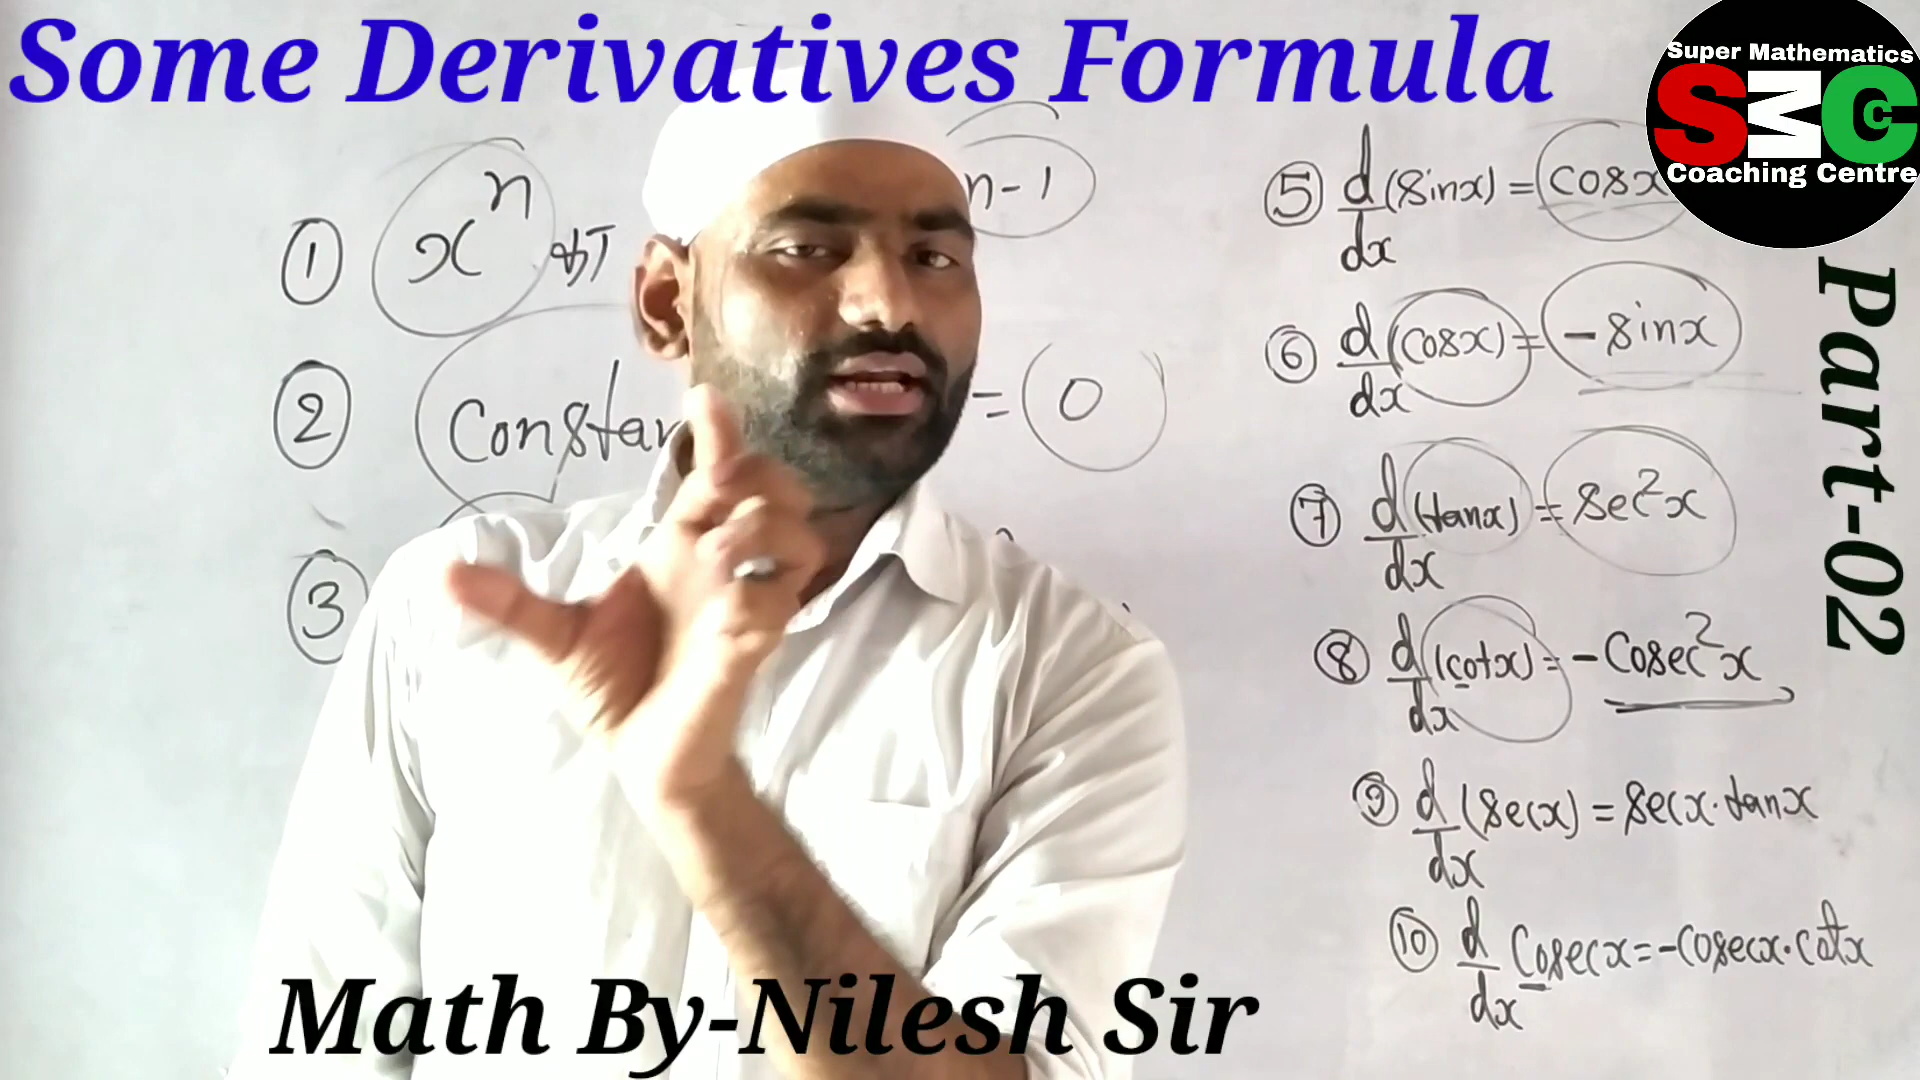 Some Derivatives Formula
Super Mathematics
SMC
C
Coaching Centre
Part-02
① xⁿ का n-1
② Constan = 0
③
⑤ d/dx (sinx) = cosx
⑥ d/dx (cosx) = -sinx
⑦ d/dx (tanx) = sec²x
⑧ d/dx (cotx) = -cosec²x
⑨ d/dx (secx) = secx·tanx
⑩ d/dx cosecx = -cosecx·cotx
Math By-Nilesh Sir